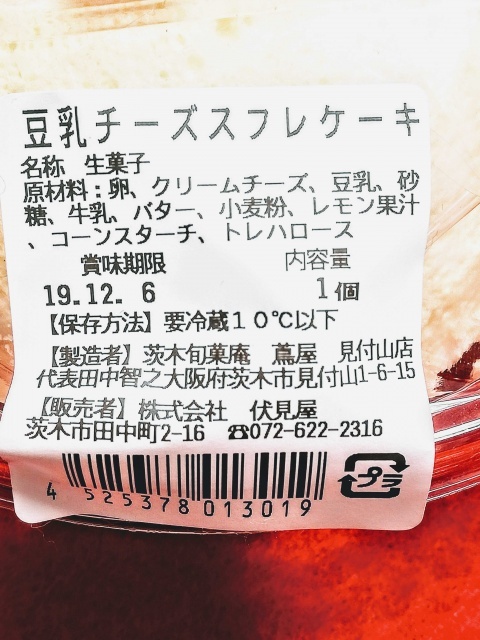 豆乳チーズスフレケーキ
名称 生菓子
原材料:卵、クリームチーズ、豆乳、砂
糖、牛乳、バター、小麦粉、レモン果汁
、コーンスターチ、トレハロース
賞味期限 内容量
19.12. 6 1個
【保存方法】要冷蔵10℃以下
【製造者】茨木旬菓庵 蔦屋 見付山店
代表田中智之大阪府茨木市見付山1-6-15
【販売者】株式会社 伏見屋
茨木市田中町2-16 ☎072-622-2316
4 525378 013019
プラ